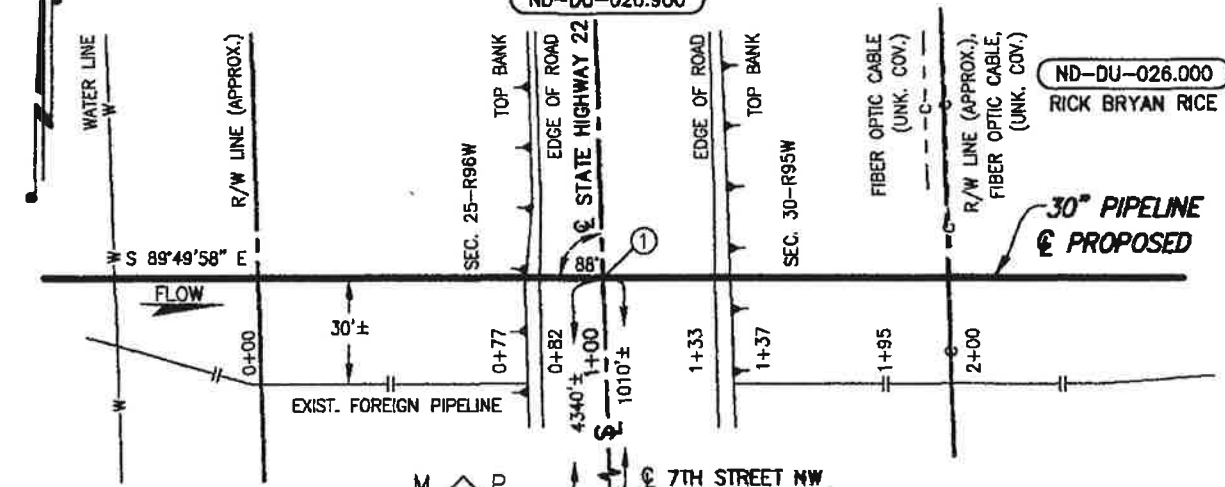 ND-DU-026.900
WATER LINE
W
R/W LINE (APPROX.)
TOP BANK
EDGE OF ROAD
℄ STATE HIGHWAY 22
EDGE OF ROAD
TOP BANK
FIBER OPTIC CABLE
(UNK. COV.)
C
C
R/W LINE (APPROX.),
FIBER OPTIC CABLE,
(UNK. COV.)
ND-DU-026.000
RICK BRYAN RICE
SEC. 25-R96W
SEC. 30-R95W
30" PIPELINE
℄ PROPOSED
W
S 89°49'58" E
88°
1
C
FLOW
30'±
0+00
0+77
0+82
1+00
4340'±
1010'±
1+33
1+37
1+95
2+00
C
W
EXIST. FOREIGN PIPELINE
M
P
℄ 7TH STREET NW